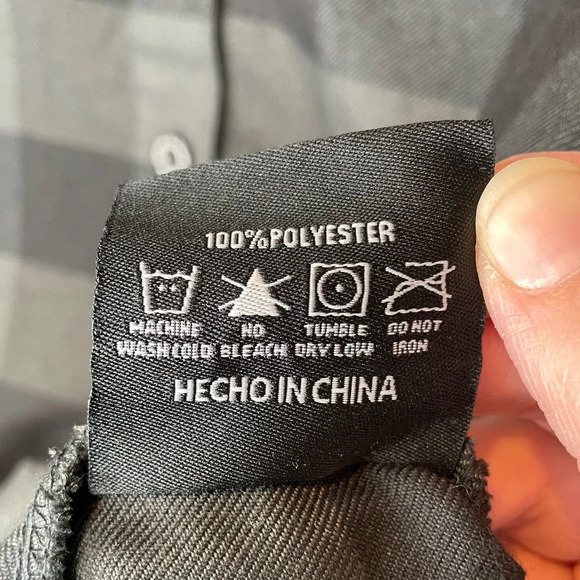 100% POLYESTER
MACHINE WASH COLD
NO BLEACH
TUMBLE DRY LOW
DO NOT IRON
HECHO IN CHINA